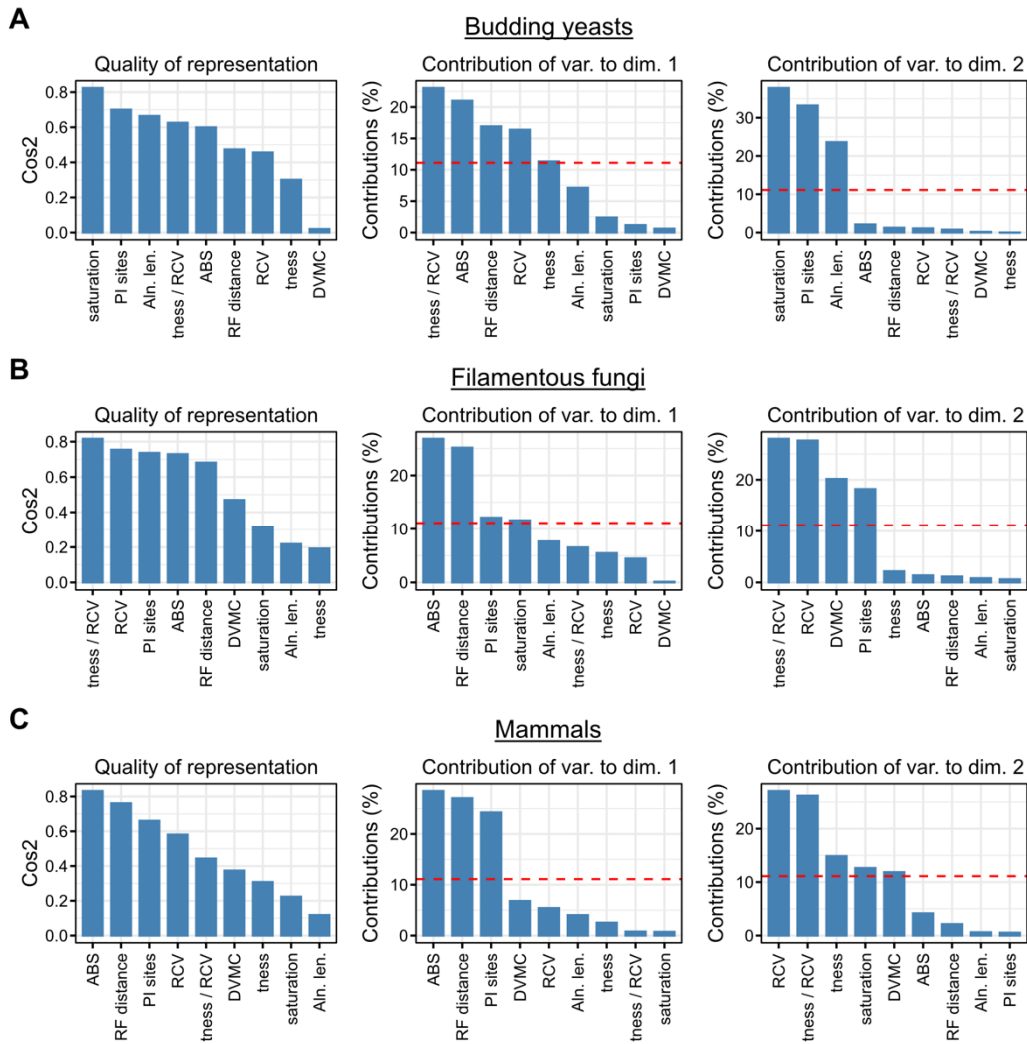 A
Budding yeasts
Quality of representation
Cos2
0.8
0.6
0.4
0.2
0.0
saturation
PI sites
Aln. len.
tness / RCV
ABS
RF distance
RCV
tness
DVMC
Contribution of var. to dim. 1
Contributions (%)
20
15
10
5
0
tness / RCV
ABS
RF distance
RCV
tness
Aln. len.
saturation
PI sites
DVMC
Contribution of var. to dim. 2
Contributions (%)
30
20
10
0
saturation
PI sites
Aln. len.
ABS
RF distance
RCV
tness / RCV
DVMC
tness
B
Filamentous fungi
Quality of representation
Cos2
0.8
0.6
0.4
0.2
0.0
tness / RCV
RCV
PI sites
ABS
RF distance
DVMC
saturation
Aln. len.
tness
Contribution of var. to dim. 1
Contributions (%)
20
10
0
ABS
RF distance
PI sites
saturation
Aln. len.
tness / RCV
tness
RCV
DVMC
Contribution of var. to dim. 2
Contributions (%)
20
10
0
tness / RCV
RCV
DVMC
PI sites
tness
ABS
RF distance
Aln. len.
saturation
C
Mammals
Quality of representation
Cos2
0.8
0.6
0.4
0.2
0.0
ABS
RF distance
PI sites
RCV
tness / RCV
DVMC
tness
saturation
Aln. len.
Contribution of var. to dim. 1
Contributions (%)
20
10
0
ABS
RF distance
PI sites
DVMC
RCV
Aln. len.
tness
tness / RCV
saturation
Contribution of var. to dim. 2
Contributions (%)
20
10
0
RCV
tness / RCV
tness
saturation
DVMC
ABS
RF distance
Aln. len.
PI sites